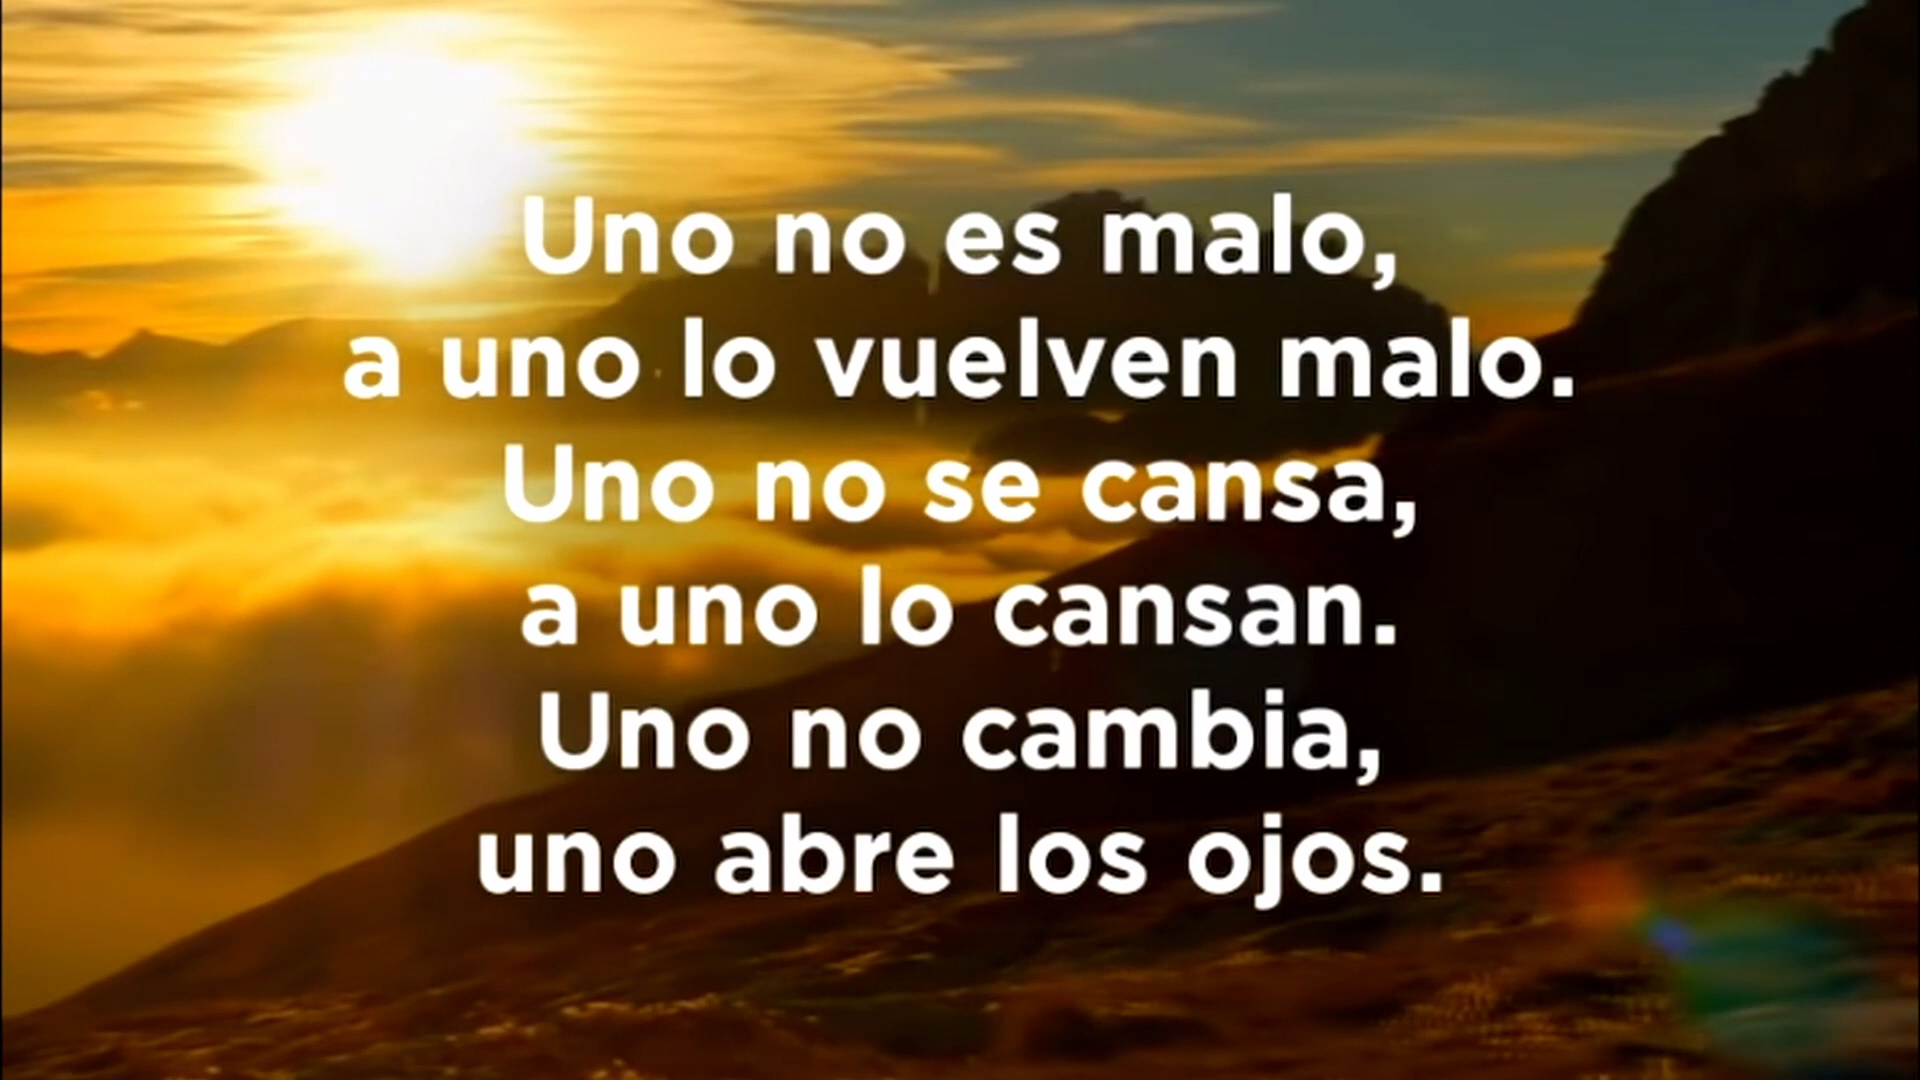 Uno no es malo,
a uno lo vuelven malo.
Uno no se cansa,
a uno lo cansan.
Uno no cambia,
uno abre los ojos.